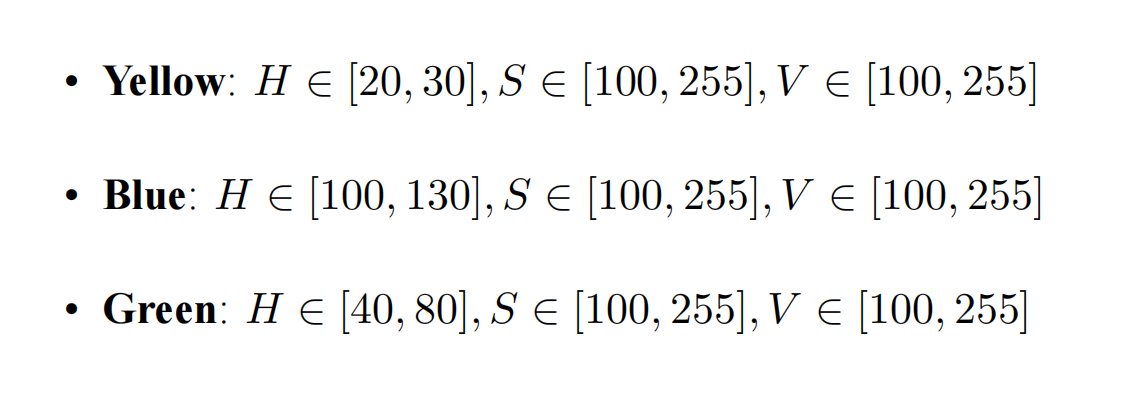 • Yellow: H ∈ [20, 30], S ∈ [100, 255], V ∈ [100, 255]
• Blue: H ∈ [100, 130], S ∈ [100, 255], V ∈ [100, 255]
• Green: H ∈ [40, 80], S ∈ [100, 255], V ∈ [100, 255]